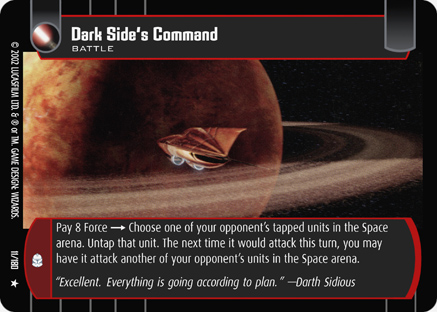 Dark Side's Command
BATTLE
© 2002 LUCASFILM LTD. & ® or TM. GAME DESIGN: WIZARDS.
11/180 ★
Pay 8 Force → Choose one of your opponent's tapped units in the Space
arena. Untap that unit. The next time it would attack this turn, you may
have it attack another of your opponent's units in the Space arena.
"Excellent. Everything is going according to plan." —Darth Sidious